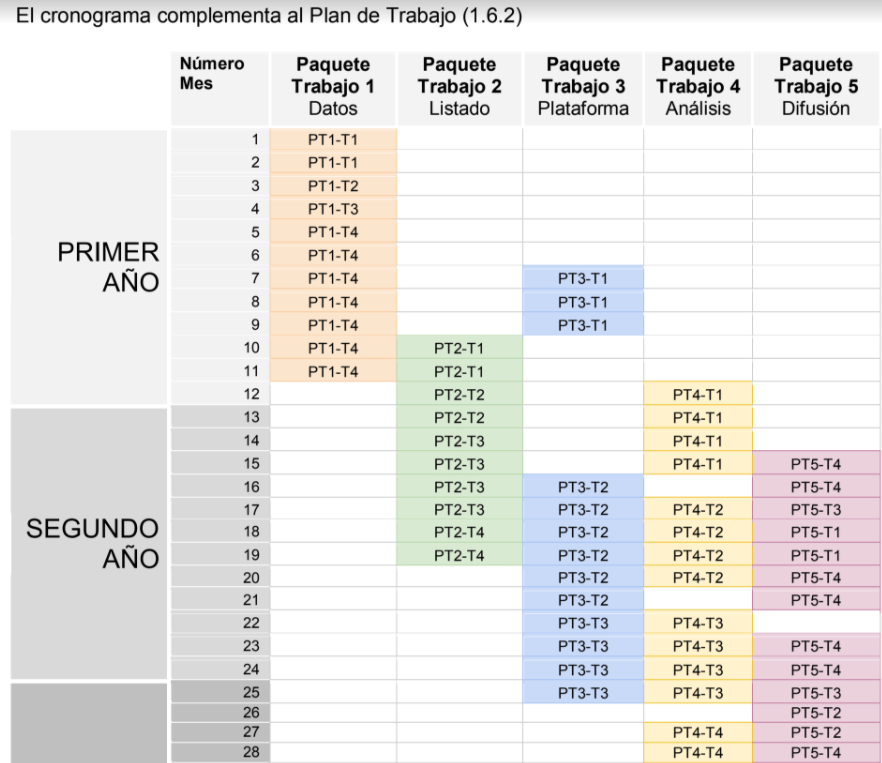 El cronograma complementa al Plan de Trabajo (1.6.2)
Número Mes Paquete Trabajo 1 Datos Paquete Trabajo 2 Listado Paquete Trabajo 3 Plataforma Paquete Trabajo 4 Análisis Paquete Trabajo 5 Difusión
PRIMER AÑO
1 PT1-T1
2 PT1-T1
3 PT1-T2
4 PT1-T3
5 PT1-T4
6 PT1-T4
7 PT1-T4 PT3-T1
8 PT1-T4 PT3-T1
9 PT1-T4 PT3-T1
10 PT1-T4 PT2-T1
11 PT1-T4 PT2-T1
12 PT2-T2 PT4-T1
SEGUNDO AÑO
13 PT2-T2 PT4-T1
14 PT2-T3 PT4-T1
15 PT2-T3 PT4-T1 PT5-T4
16 PT2-T3 PT3-T2 PT5-T4
17 PT2-T3 PT3-T2 PT4-T2 PT5-T3
18 PT2-T4 PT3-T2 PT4-T2 PT5-T1
19 PT2-T4 PT3-T2 PT4-T2 PT5-T1
20 PT3-T2 PT4-T2 PT5-T4
21 PT3-T2 PT5-T4
22 PT3-T3 PT4-T3
23 PT3-T3 PT4-T3 PT5-T4
24 PT3-T3 PT4-T3 PT5-T4
25 PT3-T3 PT4-T3 PT5-T3
26 PT5-T2
27 PT4-T4 PT5-T2
28 PT4-T4 PT5-T4